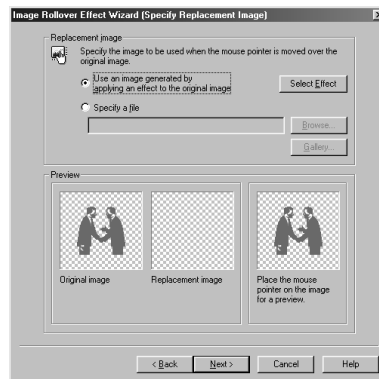 Image Rollover Effect Wizard (Specify Replacement Image)
Replacement image
Specify the image to be used when the mouse pointer is moved over the
original image.
Use an image generated by
applying an effect to the original image
Select Effect
Specify a file
Browse...
Gallery...
Preview
Original image
Replacement image
Place the mouse
pointer on the image
for a preview.
< Back
Next >
Cancel
Help